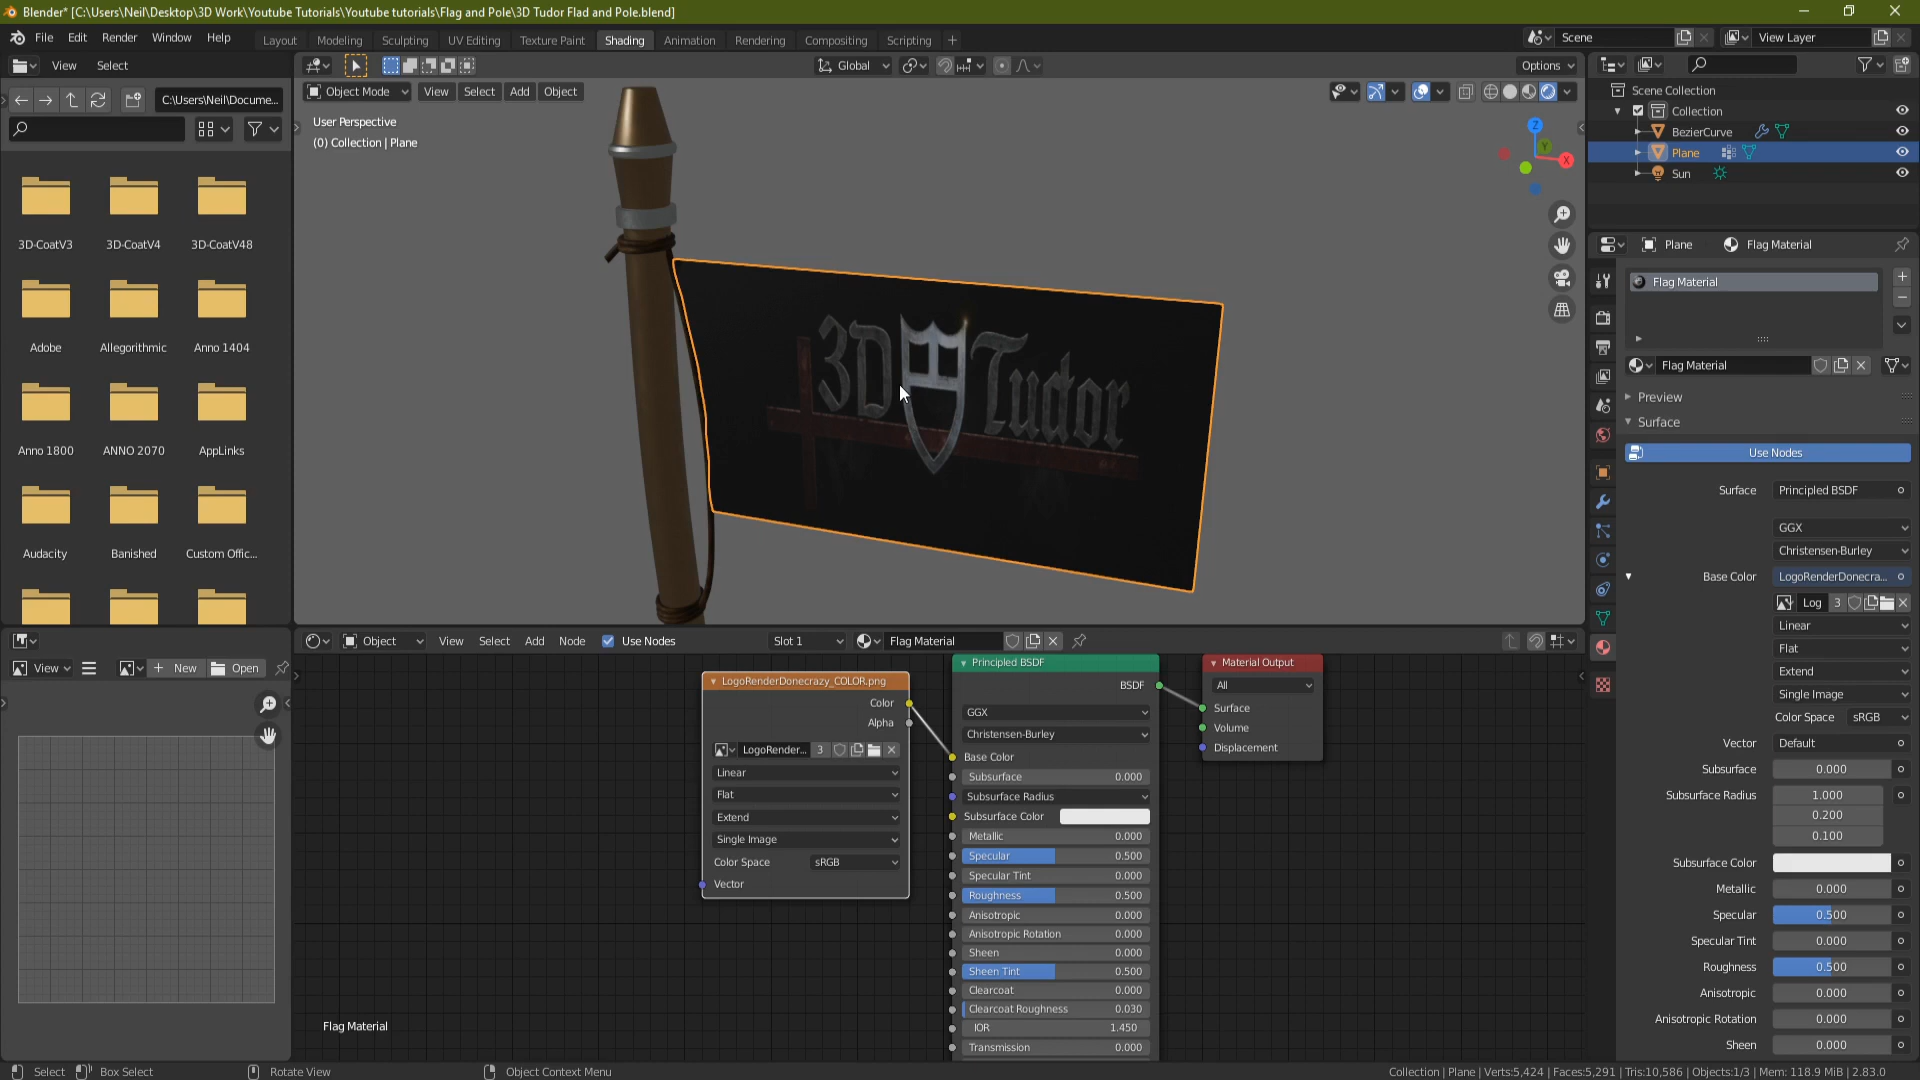 Blender* [C:\Users\Neil\Desktop\3D Work\Youtube Tutorials\Youtube tutorials\Flag and Pole\3D Tudor Flad and Pole.blend]
File Edit Render Window Help
Layout Modeling Sculpting UV Editing Texture Paint Shading Animation Rendering Compositing Scripting +
Scene
View Layer
View Select
Global
Options
C:\Users\Neil\Docume...
Object Mode View Select Add Object
User Perspective
(0) Collection | Plane
3D-CoatV3 3D-CoatV4 3D-CoatV48
Adobe Allegorithmic Anno 1404
Anno 1800 ANNO 2070 AppLinks
Audacity Banished Custom Offic...
3D Tudor
Z
Y
X
Scene Collection
Collection
BezierCurve
Plane
Sun
Plane Flag Material
Flag Material
Flag Material
Preview
Surface
Use Nodes
Surface Principled BSDF
GGX
Christensen-Burley
Base Color LogoRenderDonecra...
Log 3
Linear
Flat
Extend
Single Image
Color Space sRGB
Vector Default
Subsurface 0.000
Subsurface Radius 1.000
0.200
0.100
Subsurface Color
Metallic 0.000
Specular 0.500
Specular Tint 0.000
Roughness 0.500
Anisotropic 0.000
Anisotropic Rotation 0.000
Sheen 0.000
View New Open
Object View Select Add Node Use Nodes Slot 1 Flag Material
LogoRenderDonecrazy_COLOR.png
Color
Alpha
LogoRender... 3
Linear
Flat
Extend
Single Image
Color Space sRGB
Vector
Principled BSDF
BSDF
GGX
Christensen-Burley
Base Color
Subsurface 0.000
Subsurface Radius
Subsurface Color
Metallic 0.000
Specular 0.500
Specular Tint 0.000
Roughness 0.500
Anisotropic 0.000
Anisotropic Rotation 0.000
Sheen 0.000
Sheen Tint 0.500
Clearcoat 0.000
Clearcoat Roughness 0.030
IOR 1.450
Transmission 0.000
Material Output
All
Surface
Volume
Displacement
Flag Material
Select Box Select Rotate View Object Context Menu
Collection | Plane | Verts:5,424 | Faces:5,291 | Tris:10,586 | Objects:1/3 | Mem: 118.9 MiB | 2.83.0